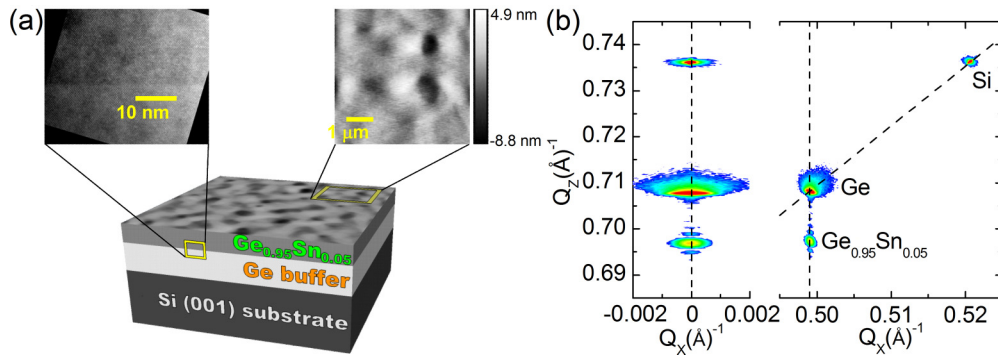 (a)
10 nm
1 μm
4.9 nm
-8.8 nm
Ge0.95Sn0.05
Ge buffer
Si (001) substrate
(b)
QZ(Å)-1
0.74
0.73
0.72
0.71
0.70
0.69
Si
Ge
Ge0.95Sn0.05
-0.002 0 0.002 0.50 0.51 0.52
QX(Å)-1 QX(Å)-1